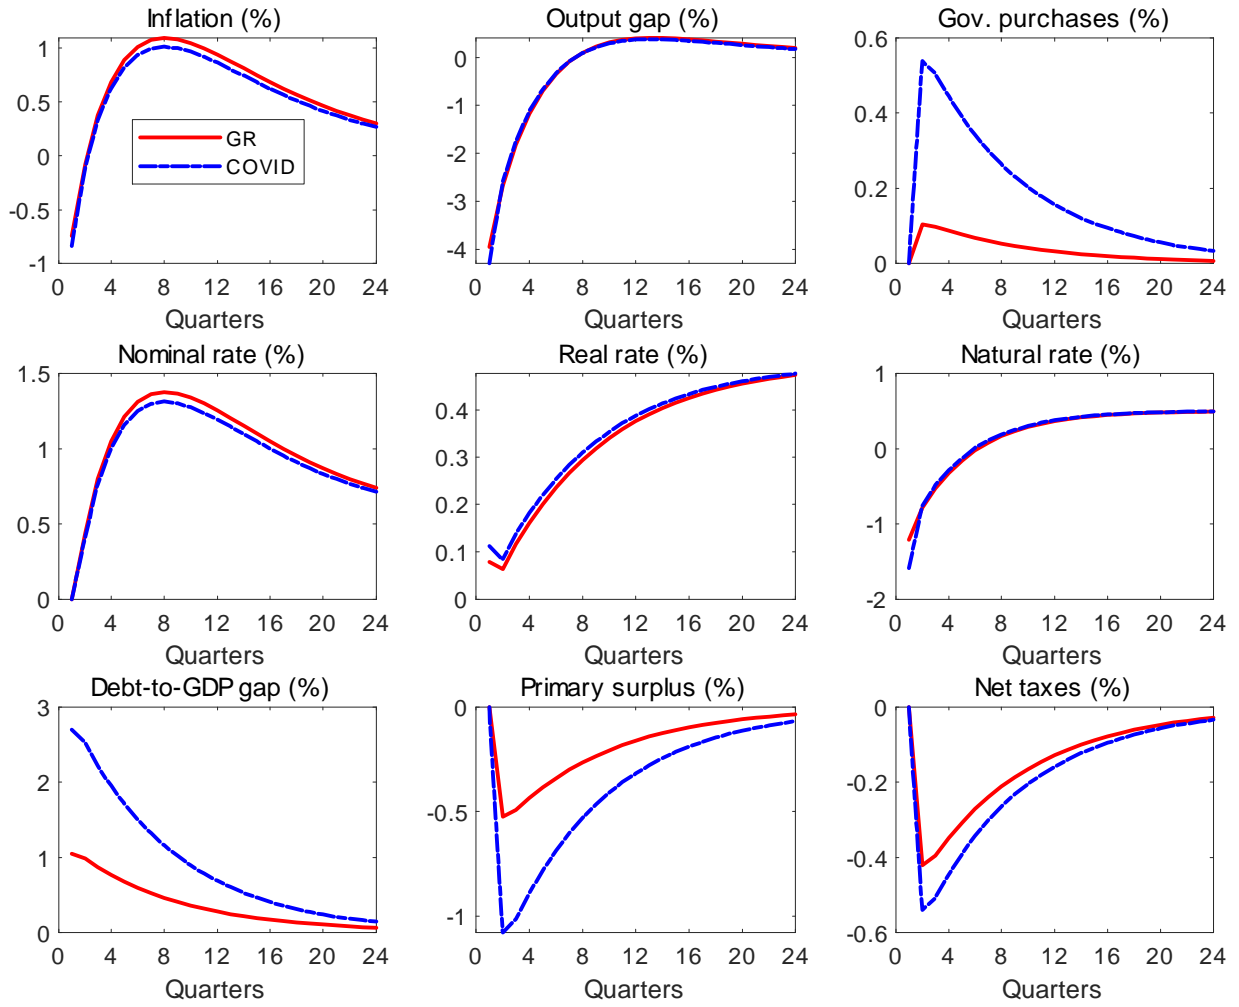 Inflation (%)
1
0.5
0
-0.5
-1
0 4 8 12 16 20 24
Quarters
GR
COVID
Output gap (%)
0
-1
-2
-3
-4
0 4 8 12 16 20 24
Quarters
Gov. purchases (%)
0.6
0.4
0.2
0
0 4 8 12 16 20 24
Quarters
Nominal rate (%)
1.5
1
0.5
0
0 4 8 12 16 20 24
Quarters
Real rate (%)
0.4
0.3
0.2
0.1
0
0 4 8 12 16 20 24
Quarters
Natural rate (%)
1
0
-1
-2
0 4 8 12 16 20 24
Quarters
Debt-to-GDP gap (%)
3
2
1
0
0 4 8 12 16 20 24
Quarters
Primary surplus (%)
0
-0.5
-1
0 4 8 12 16 20 24
Quarters
Net taxes (%)
0
-0.2
-0.4
-0.6
0 4 8 12 16 20 24
Quarters